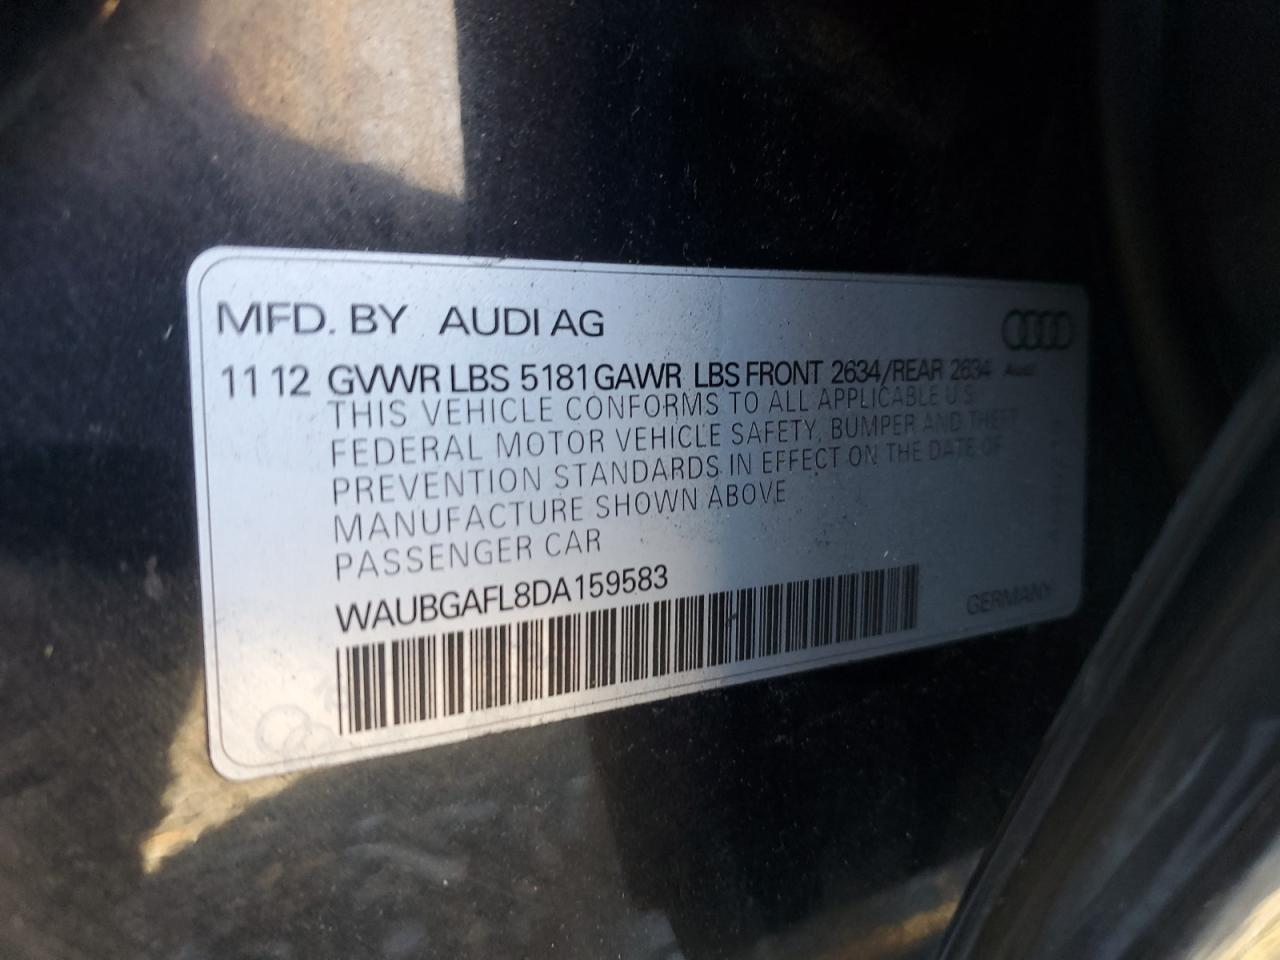 MFD. BY AUDI AG
11 12 GVWR LBS 5181 GAWR LBS FRONT 2634/REAR 2634 Audi
THIS VEHICLE CONFORMS TO ALL APPLICABLE U.S.
FEDERAL MOTOR VEHICLE SAFETY, BUMPER AND THEFT
PREVENTION STANDARDS IN EFFECT ON THE DATE OF
MANUFACTURE SHOWN ABOVE
PASSENGER CAR
WAUBGAFL8DA159583
GERMANY